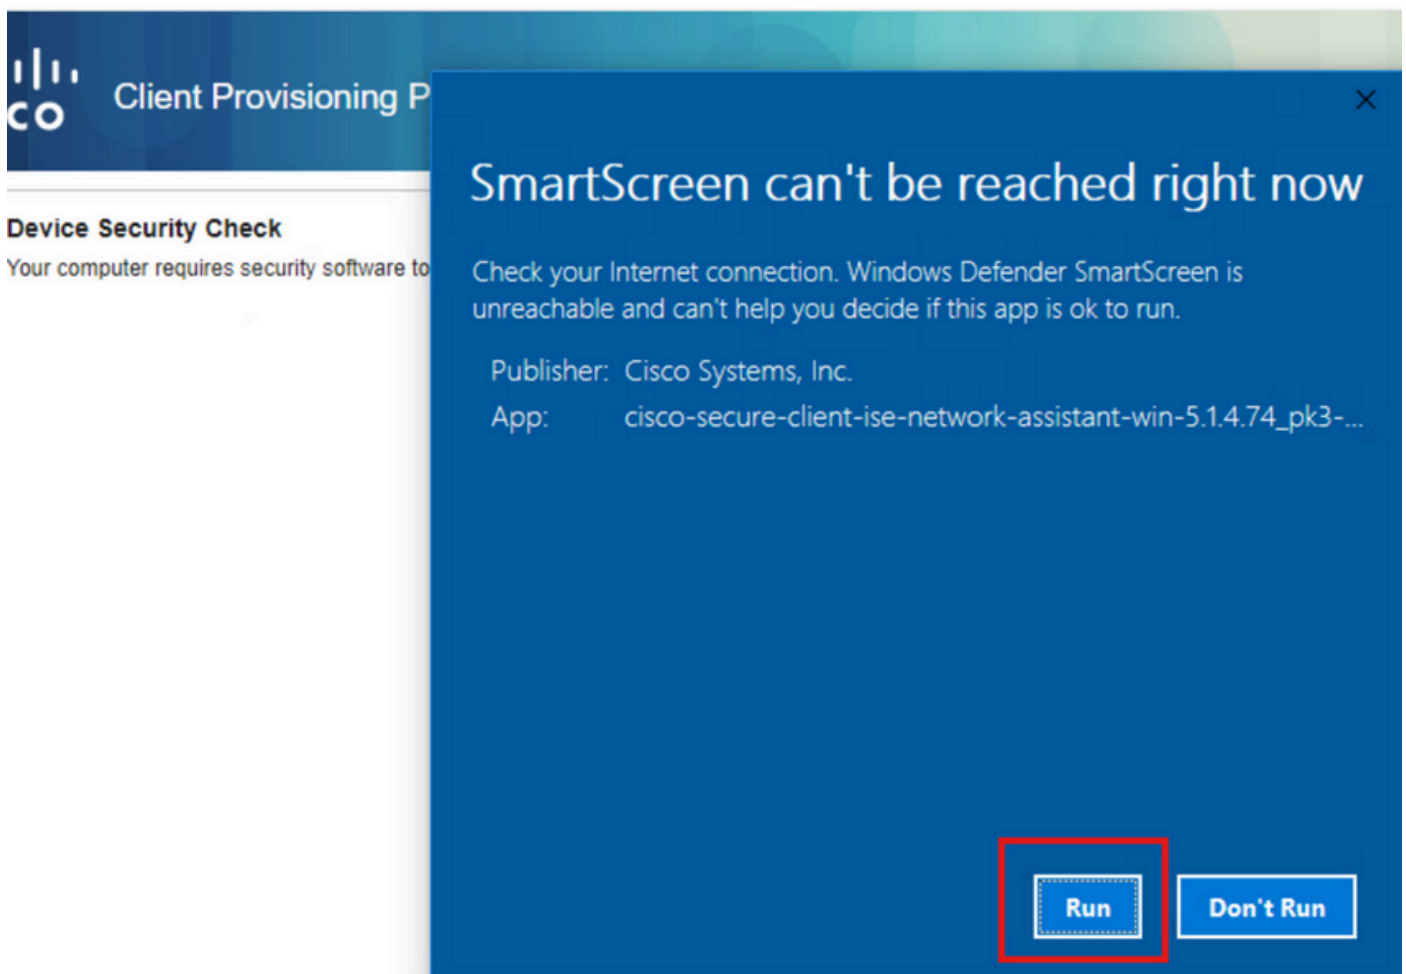 co
Client Provisioning P
SmartScreen can't be reached right now
Device Security Check
Your computer requires security software to
Check your Internet connection. Windows Defender SmartScreen is
unreachable and can't help you decide if this app is ok to run.
Publisher: Cisco Systems, Inc.
App: cisco-secure-client-ise-network-assistant-win-5.1.4.74_pk3-...
Run
Don't Run